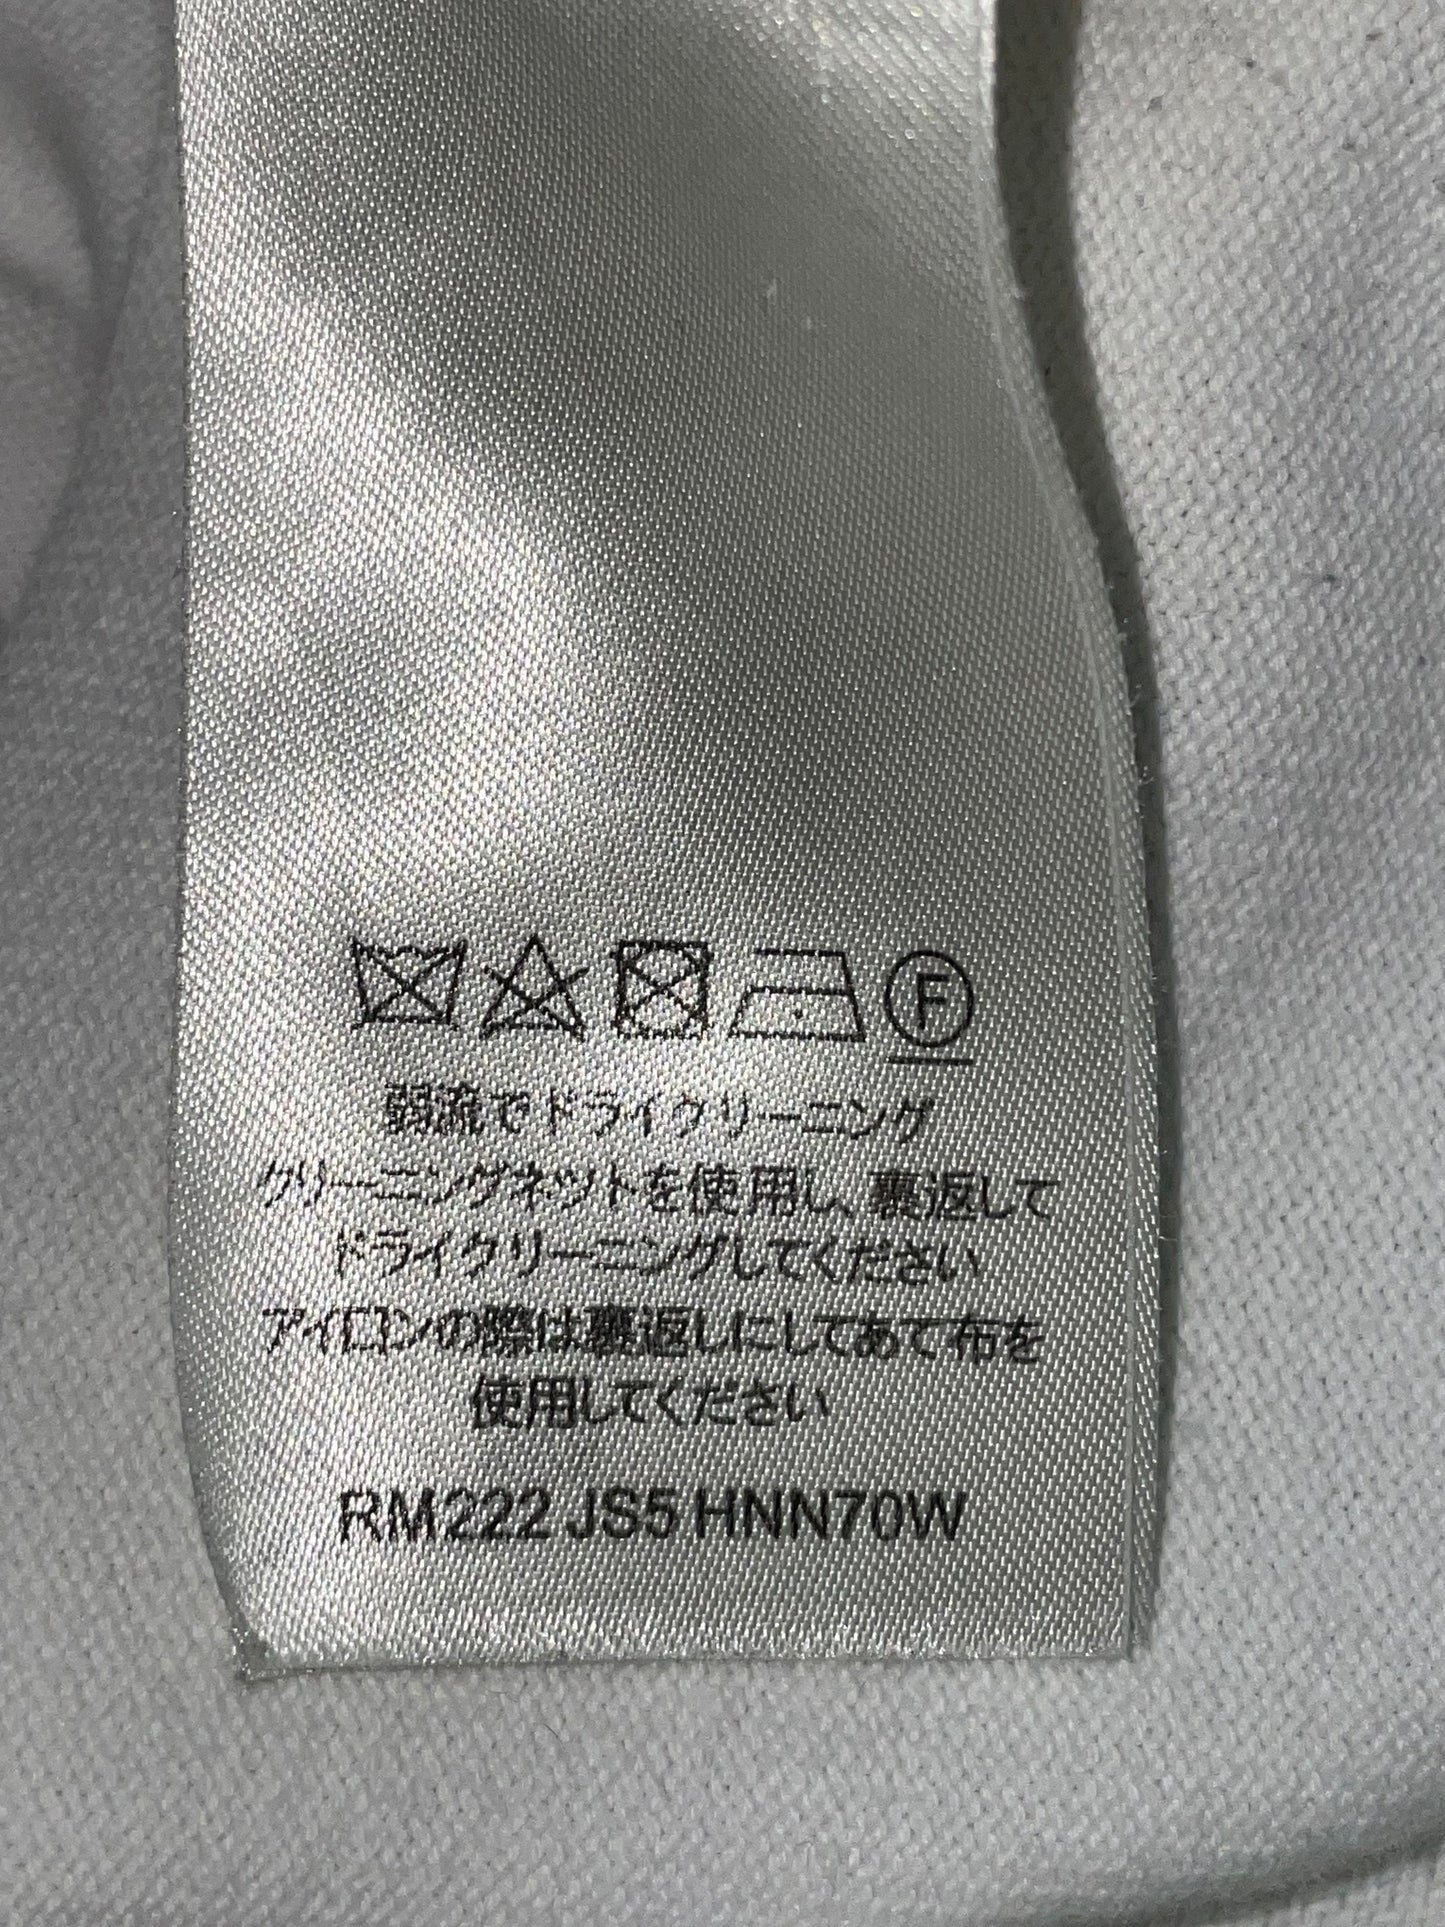 F
弱流でドライクリーニング
クリーニングネットを使用し、裏返して
ドライクリーニングしてください
アイロンの際は裏返しにしてあて布を
使用してください
RM222 JS5 HNN70W